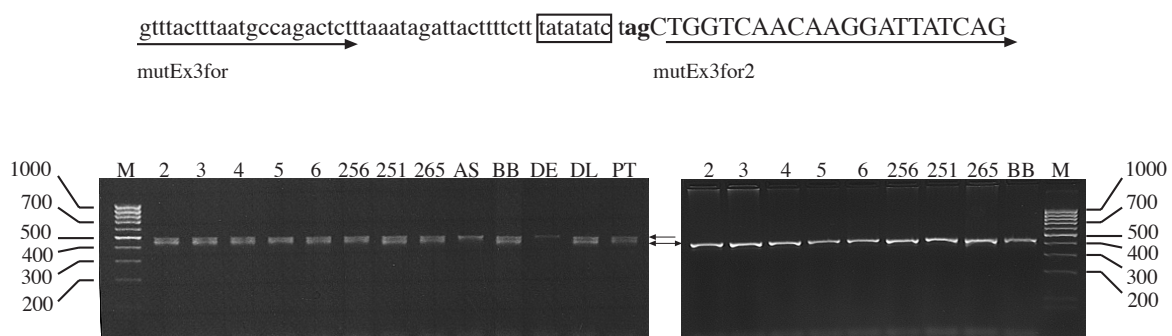 gtttactttaatgccagactctttaaatagattacttttctt tatatatc tagCTGGTCAACAAGGATTATCAG
mutEx3for mutEx3for2
M 2 3 4 5 6 256 251 265 AS BB DE DL PT 2 3 4 5 6 256 251 265 BB M
1000 1000
700 700
500 500
400 400
300 300
200 200